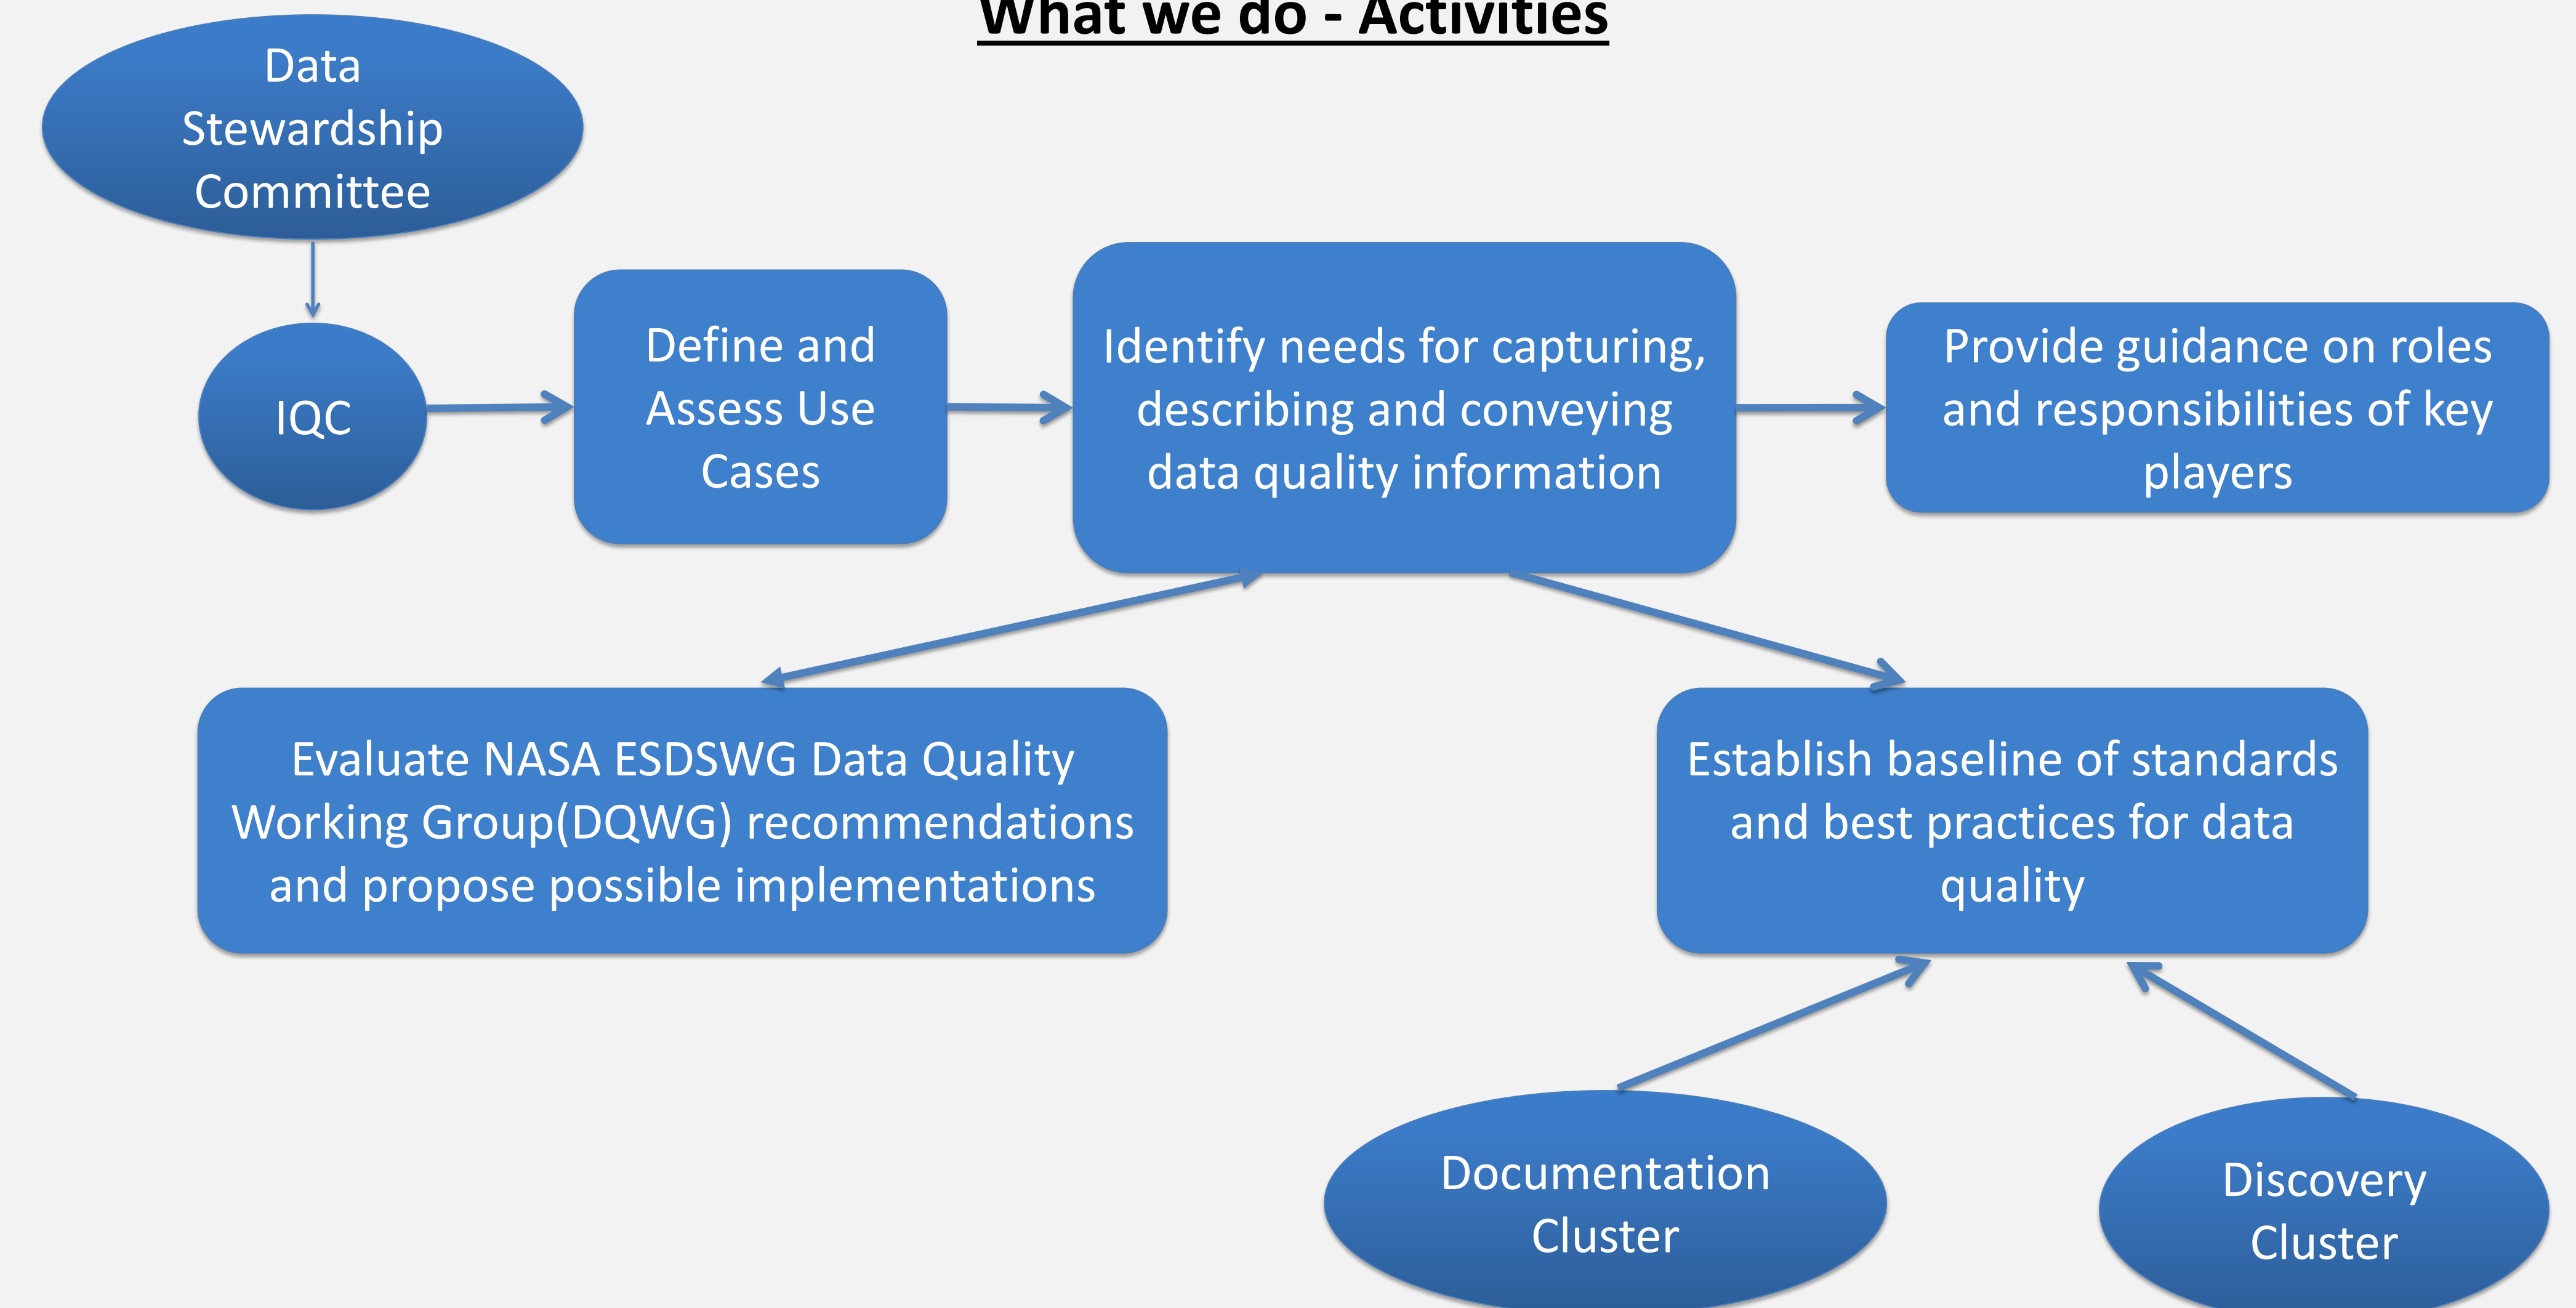 What we do - Activities
Data
Stewardship
Committee
IQC
Define and
Assess Use
Cases
Identify needs for capturing,
describing and conveying
data quality information
Provide guidance on roles
and responsibilities of key
players
Evaluate NASA ESDSWG Data Quality
Working Group(DQWG) recommendations
and propose possible implementations
Establish baseline of standards
and best practices for data
quality
Documentation
Cluster
Discovery
Cluster